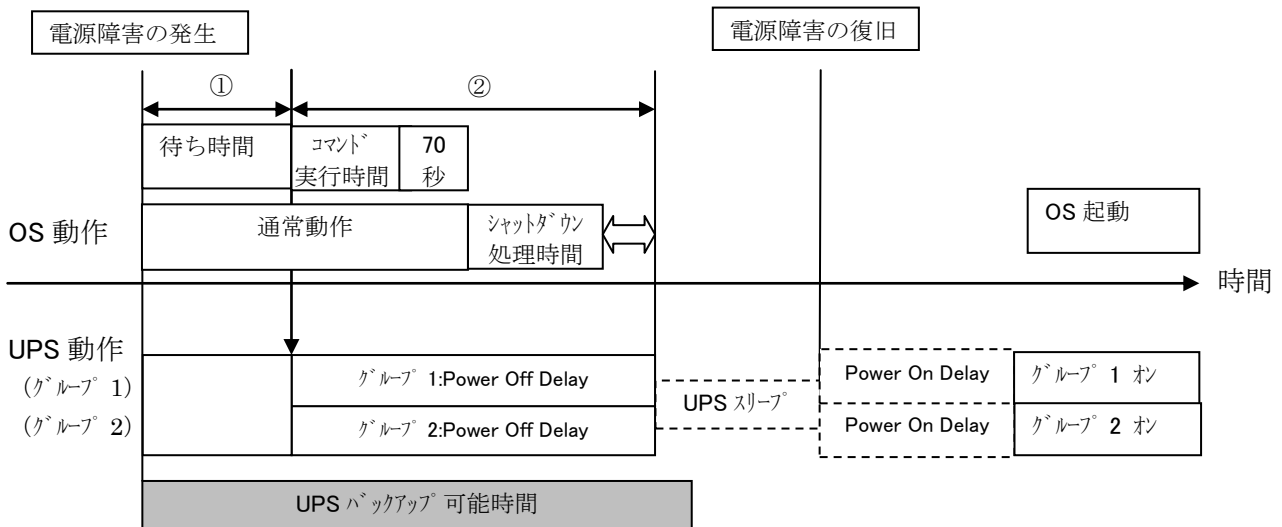 電源障害の発生
電源障害の復旧
①
②
待ち時間
コマンド
実行時間
70
秒
OS 動作
通常動作
シャットダウン
処理時間
OS 起動
時間
UPS 動作
(グループ 1)
グループ 1:Power Off Delay
UPS スリープ
Power On Delay
グループ 1 オン
(グループ 2)
グループ 2:Power Off Delay
Power On Delay
グループ 2 オン
UPS バックアップ 可能時間